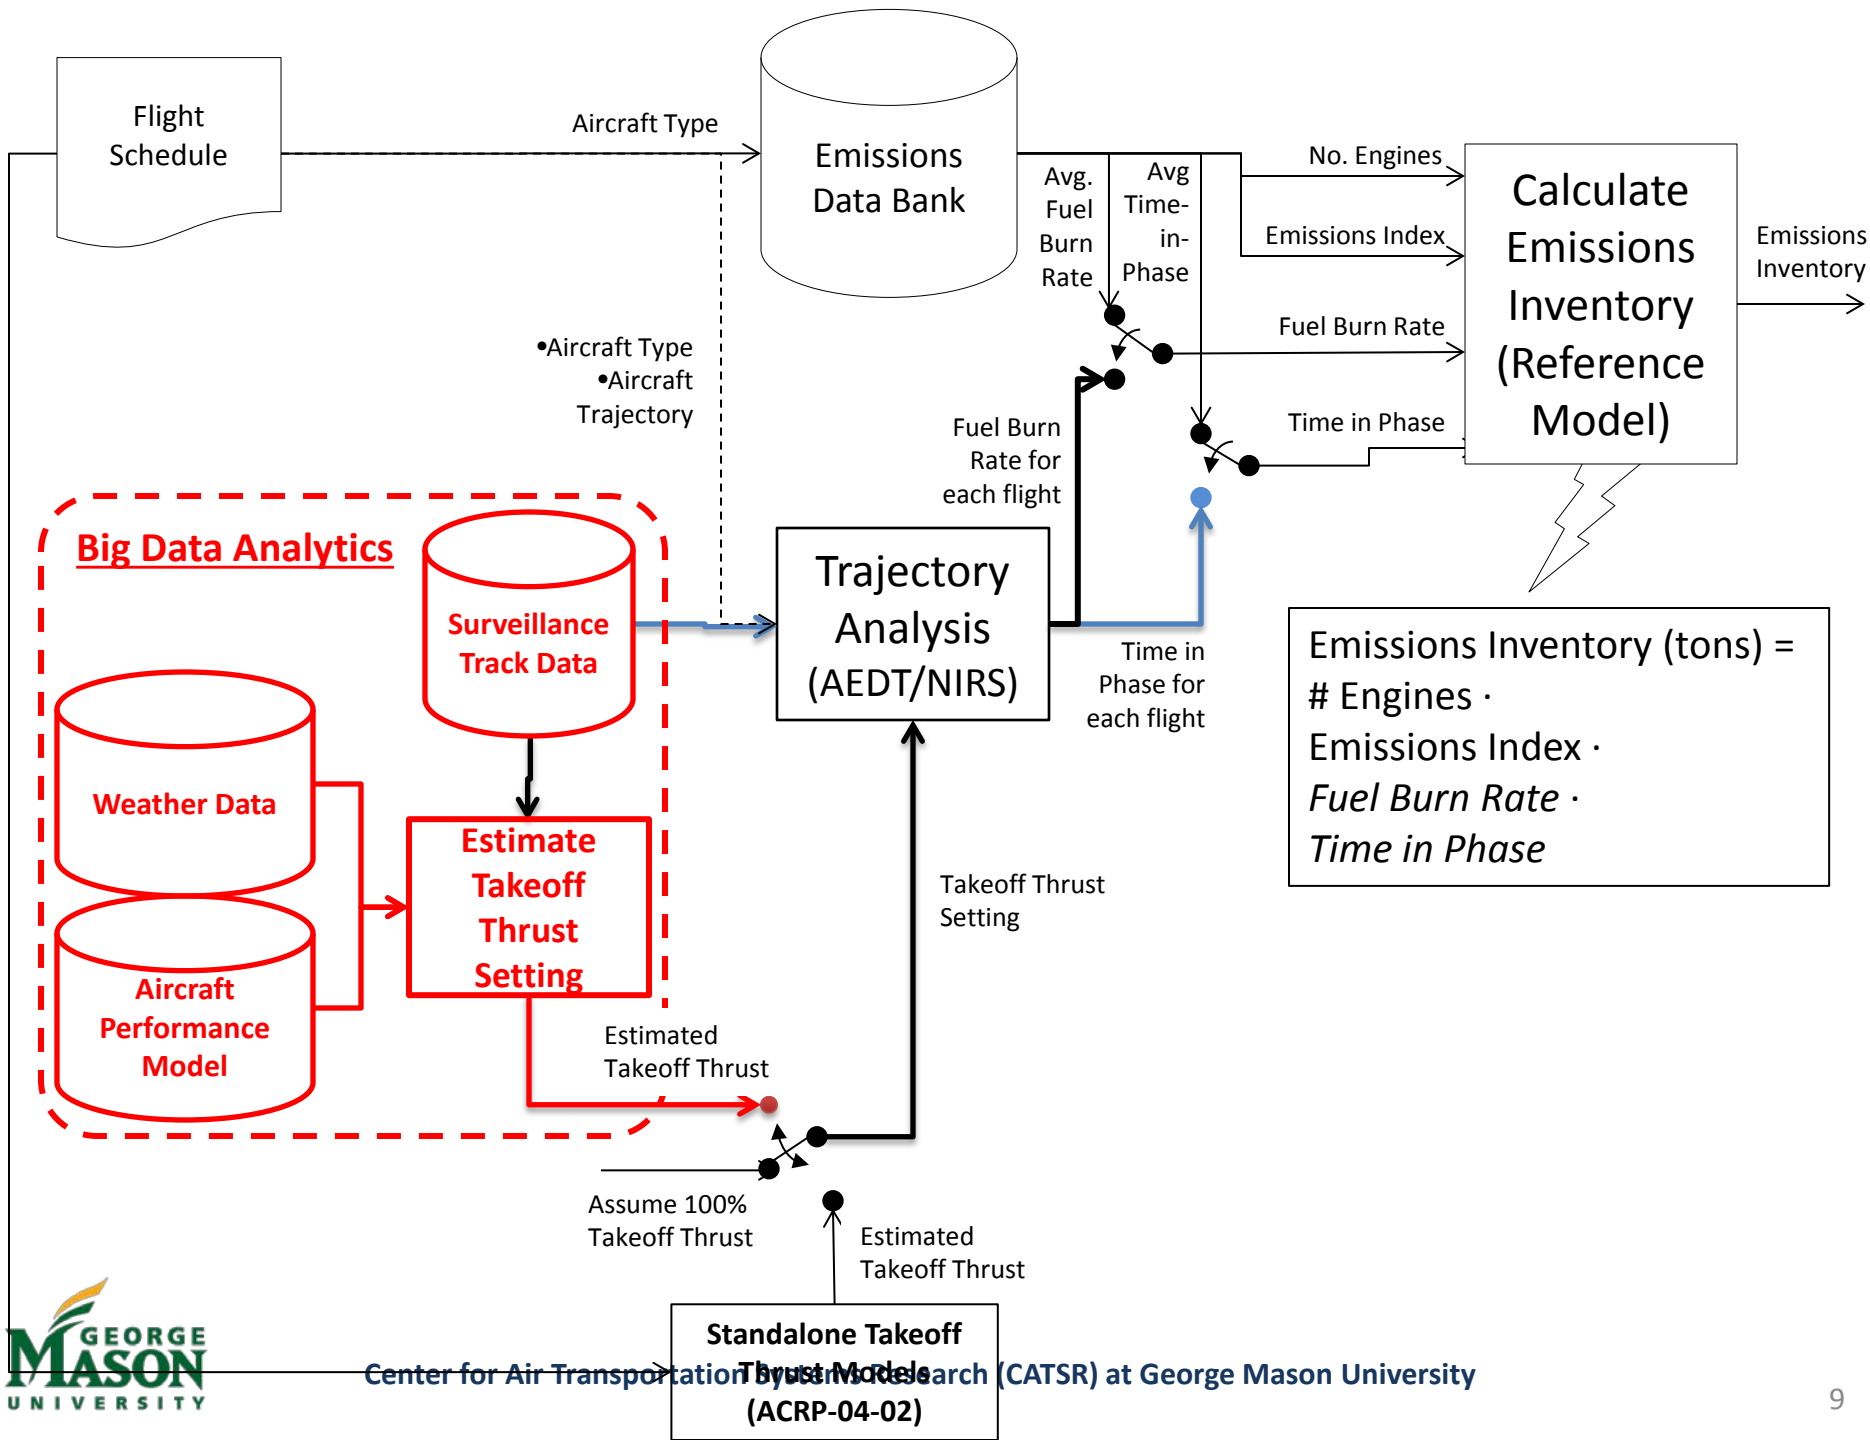 Flight
Schedule
Aircraft Type
Emissions
Data Bank
Avg.
Fuel
Burn
Rate
Avg
Time-
in-
Phase
No. Engines
Emissions Index
Fuel Burn Rate
Time in Phase
Calculate
Emissions
Inventory
(Reference
Model)
Emissions
Inventory
•Aircraft Type
•Aircraft
Trajectory
Fuel Burn
Rate for
each flight
Big Data Analytics
Surveillance
Track Data
Trajectory
Analysis
(AEDT/NIRS)
Time in
Phase for
each flight
Emissions Inventory (tons) =
# Engines ·
Emissions Index ·
Fuel Burn Rate ·
Time in Phase
Weather Data
Estimate
Takeoff
Thrust
Setting
Takeoff Thrust
Setting
Aircraft
Performance
Model
Estimated
Takeoff Thrust
Assume 100%
Takeoff Thrust
Estimated
Takeoff Thrust
Standalone Takeoff
Thrust Models
(ACRP-04-02)
GEORGE
MASON
UNIVERSITY
Center for Air Transportation Systems Research (CATSR) at George Mason University
9